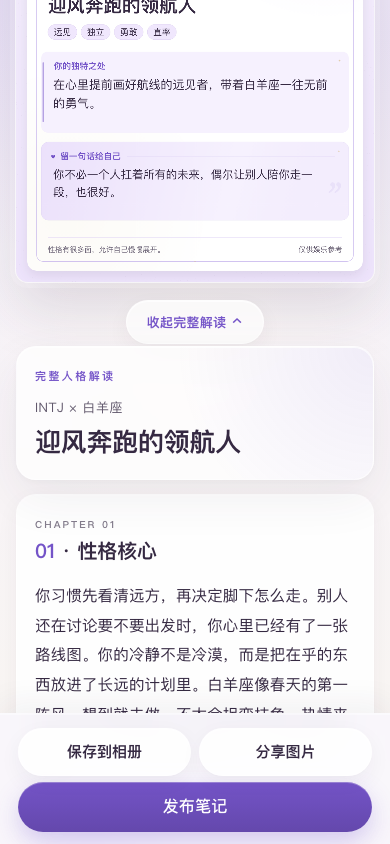 迎风奔跑的领航人
远见 独立 勇敢 直率
你的独特之处
在心里提前画好航线的远见者，带着白羊座一往无前
的勇气。
♥ 留一句话给自己
你不必一个人扛着所有的未来，偶尔让别人陪你走一
段，也很好。
性格有很多面，允许自己慢慢展开。 仅供娱乐参考
收起完整解读
完整人格解读
INTJ × 白羊座
迎风奔跑的领航人
CHAPTER 01
01 · 性格核心
你习惯先看清远方，再决定脚下怎么走。别人
还在讨论要不要出发时，你心里已经有了一张
路线图。你的冷静不是冷漠，而是把在乎的东
西放进了长远的计划里。白羊座像春天的第一
保存到相册 分享图片
发布笔记